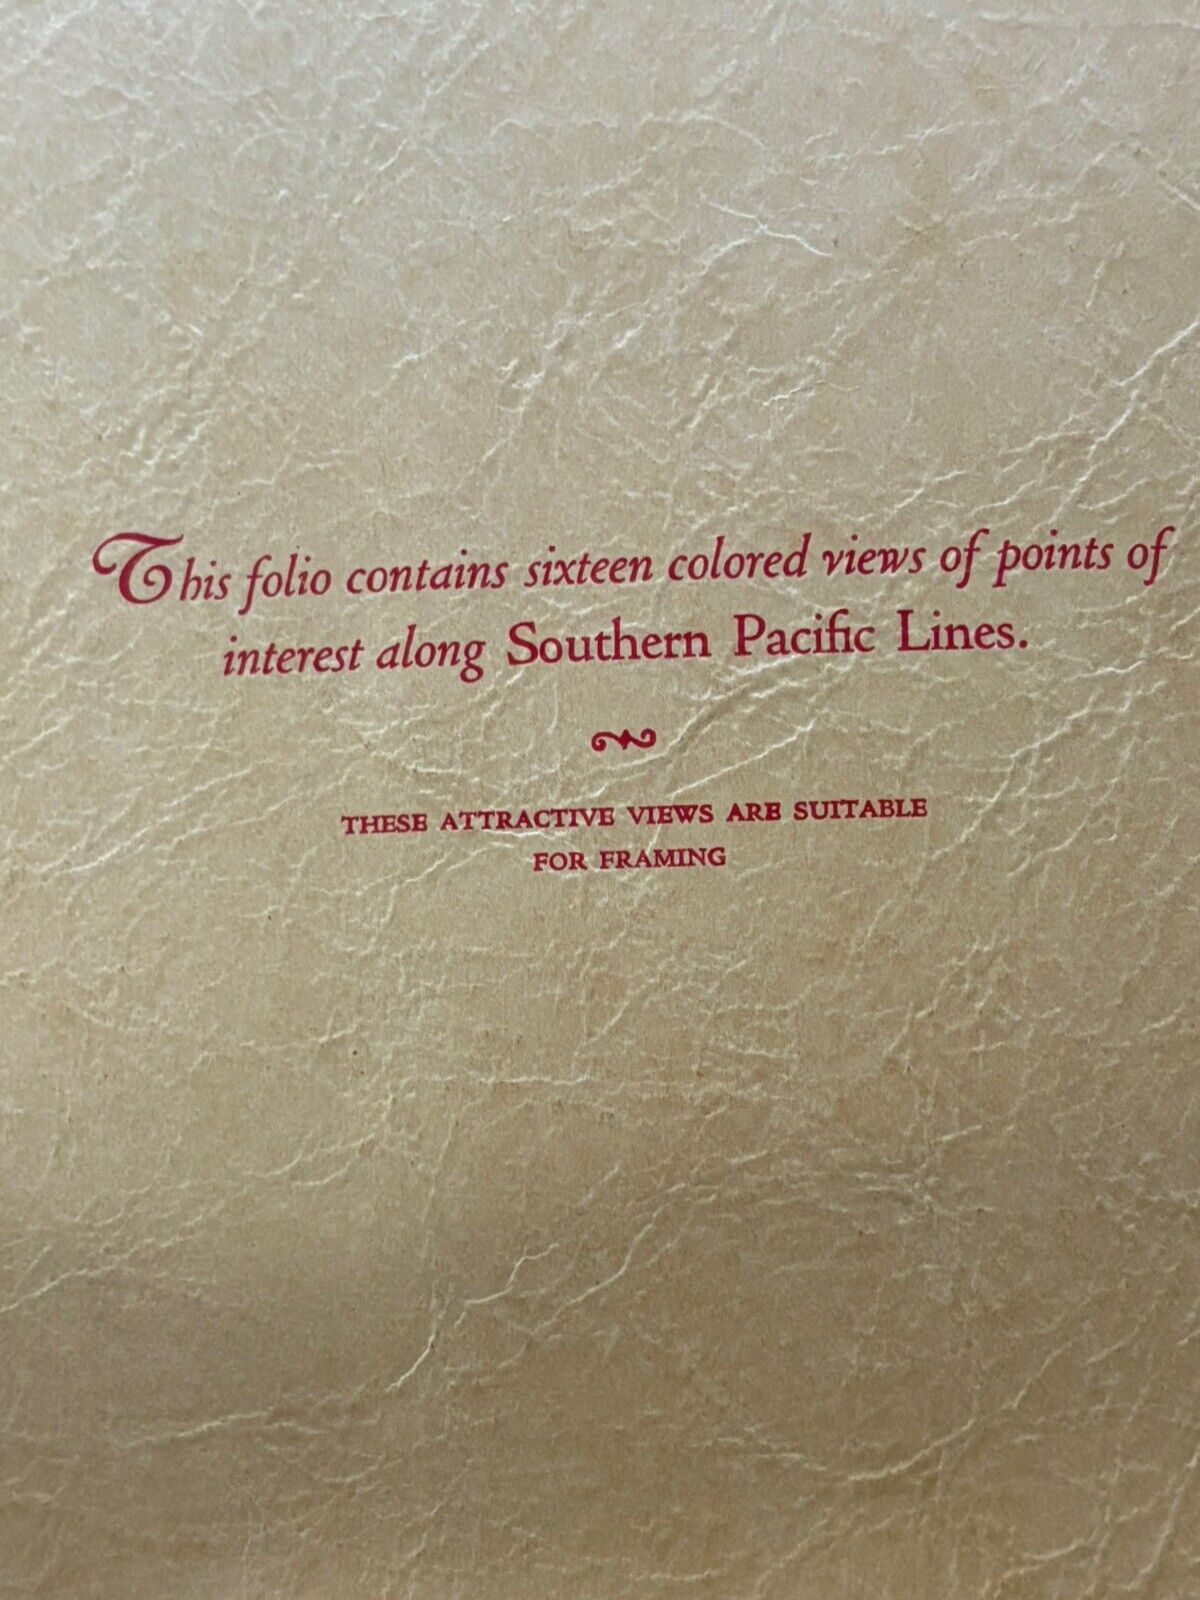 This folio contains sixteen colored views of points of
interest along Southern Pacific Lines.
THESE ATTRACTIVE VIEWS ARE SUITABLE
FOR FRAMING